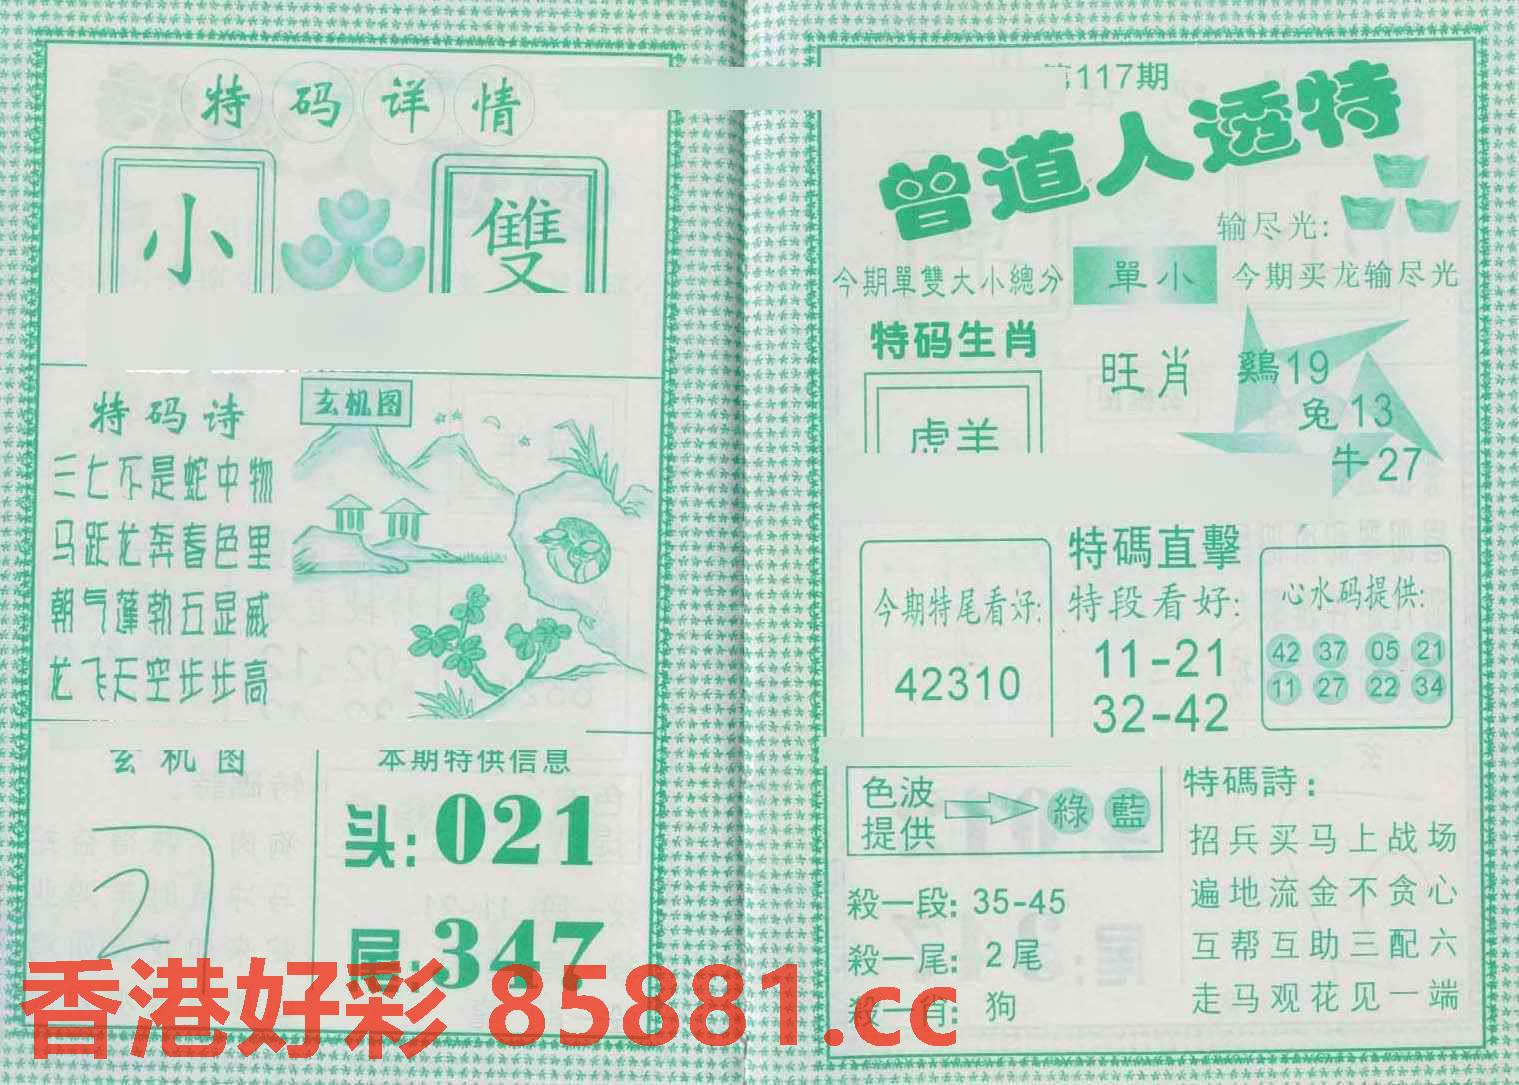 特码详情
小 雙
特码诗
三七不是蛇中物
马跃龙奔春色里
朝气蓬勃五显威
龙飞天空步步高
玄机图
玄机图
本期特供信息
头:021
尾:347
第117期
曾道人透特
输尽光:
今期單雙大小總分 單小 今期买龙输尽光
特码生肖
虎羊
旺肖
鷄19
兔13
牛27
今期特尾看好:
42310
特碼直擊
特段看好:
11-21
32-42
心水码提供:
42 37 05 21
11 27 22 34
色波
提供
綠 藍
殺一段: 35-45
殺一尾: 2尾
殺一肖: 狗
特碼詩:
招兵买马上战场
遍地流金不贪心
互帮互助三配六
走马观花见一端
香港好彩 85881.cc